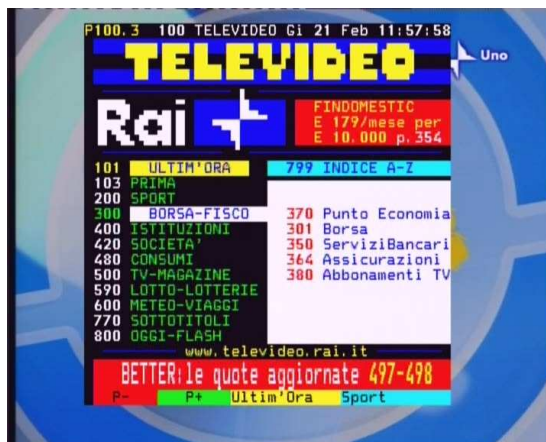 P100.3 100 TELEVIDEO Gi 21 Feb 11:57:58
TELEVIDEO
Uno
Rai
FINDOMESTIC
E 179/mese per
E 10.000 p.354
101 ULTIM'ORA 799 INDICE A-Z
103 PRIMA
200 SPORT
300 BORSA-FISCO 370 Punto Economia
400 ISTITUZIONI 301 Borsa
420 SOCIETA' 350 ServiziBancari
480 CONSUMI 364 Assicurazioni
500 TV-MAGAZINE 380 Abbonamenti TV
590 LOTTO-LOTTERIE
600 METEO-VIAGGI
770 SOTTOTITOLI
800 OGGI-FLASH
www.televideo.rai.it
BETTER:le quote aggiornate 497-498
P- P+ Ultim'Ora Sport